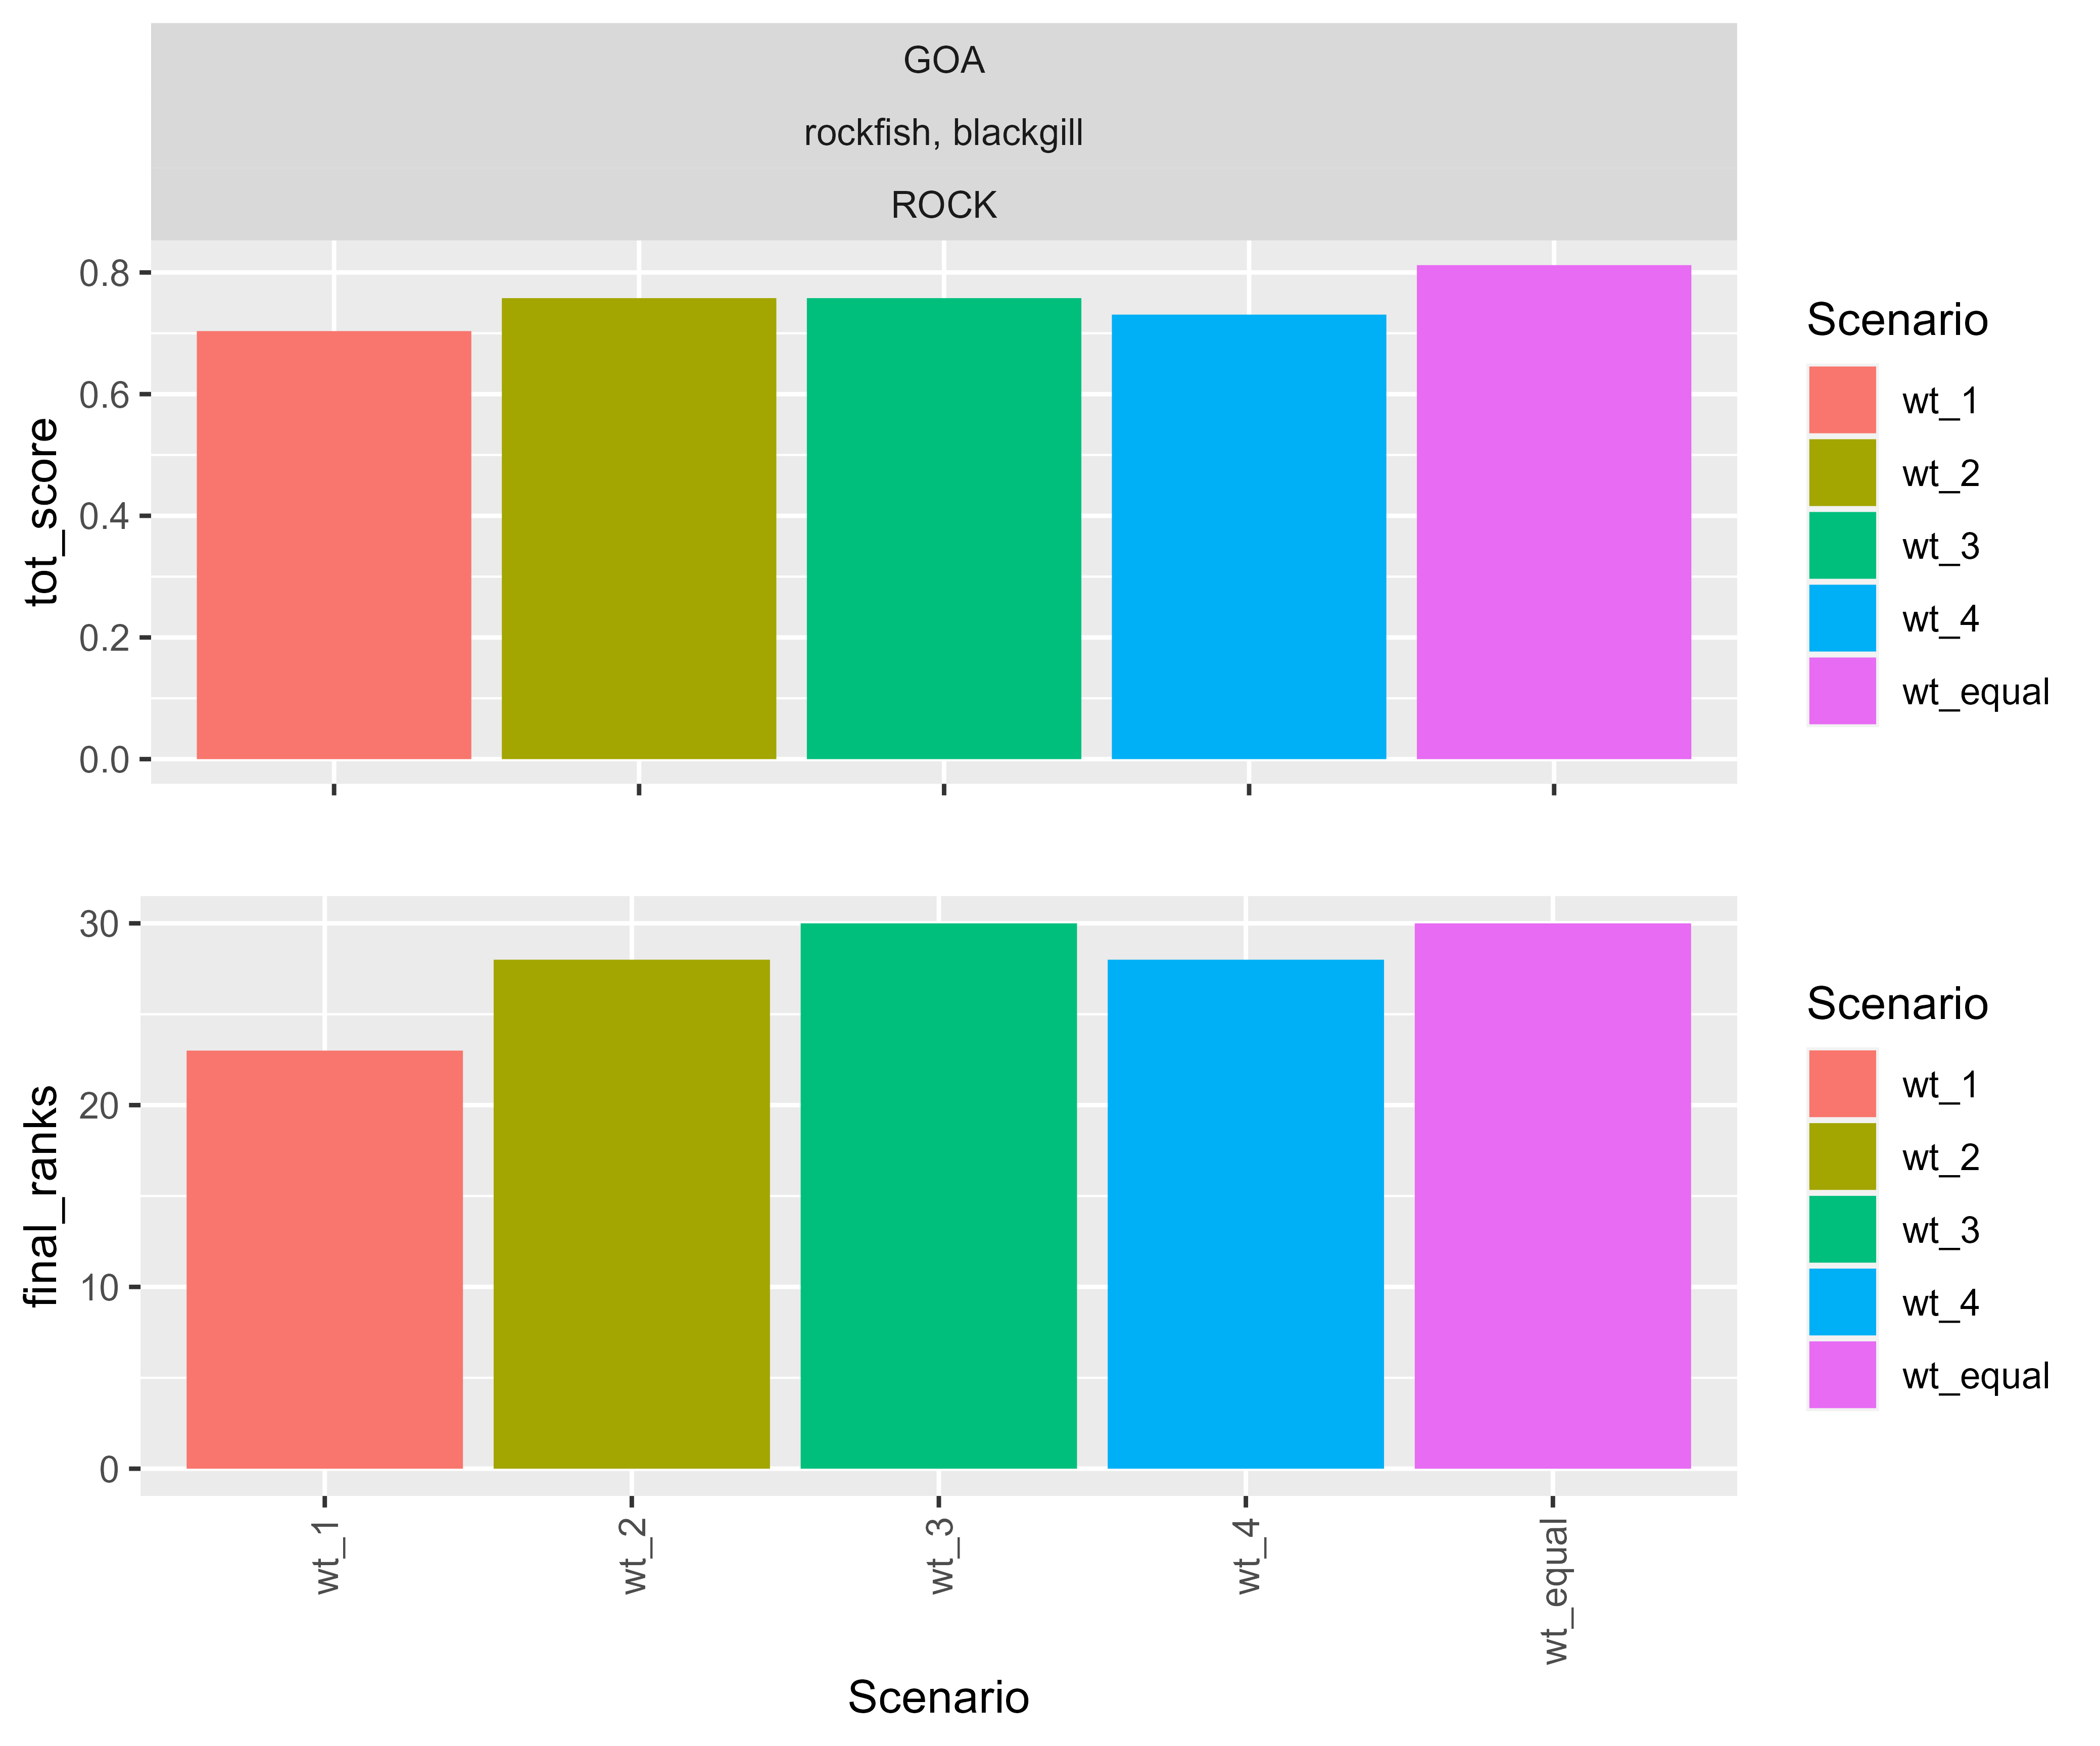 GOA
rockfish, blackgill
ROCK
tot_score
0.8
0.6
0.4
0.2
0.0
Scenario
wt_1
wt_2
wt_3
wt_4
wt_equal
final_ranks
30
20
10
0
wt_1
wt_2
wt_3
wt_4
wt_equal
Scenario
Scenario
wt_1
wt_2
wt_3
wt_4
wt_equal